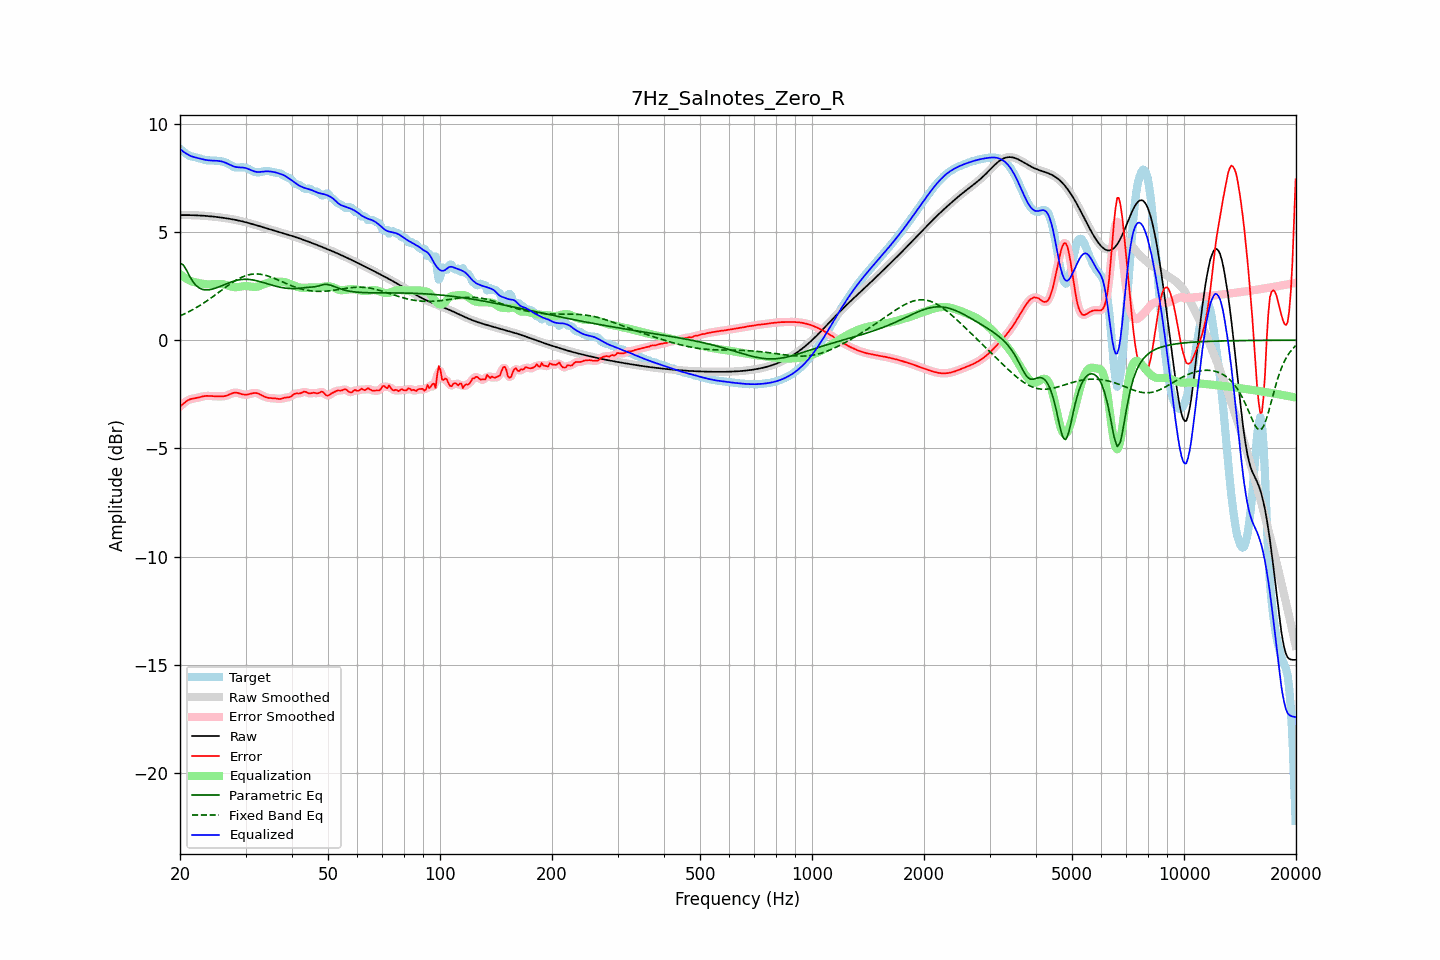 7Hz_Salnotes_Zero_R
Amplitude (dBr)
10
5
0
−5
−10
−15
−20
Target
Raw Smoothed
Error Smoothed
Raw
Error
Equalization
Parametric Eq
Fixed Band Eq
Equalized
20 50 100 200 500 1000 2000 5000 10000 20000
Frequency (Hz)